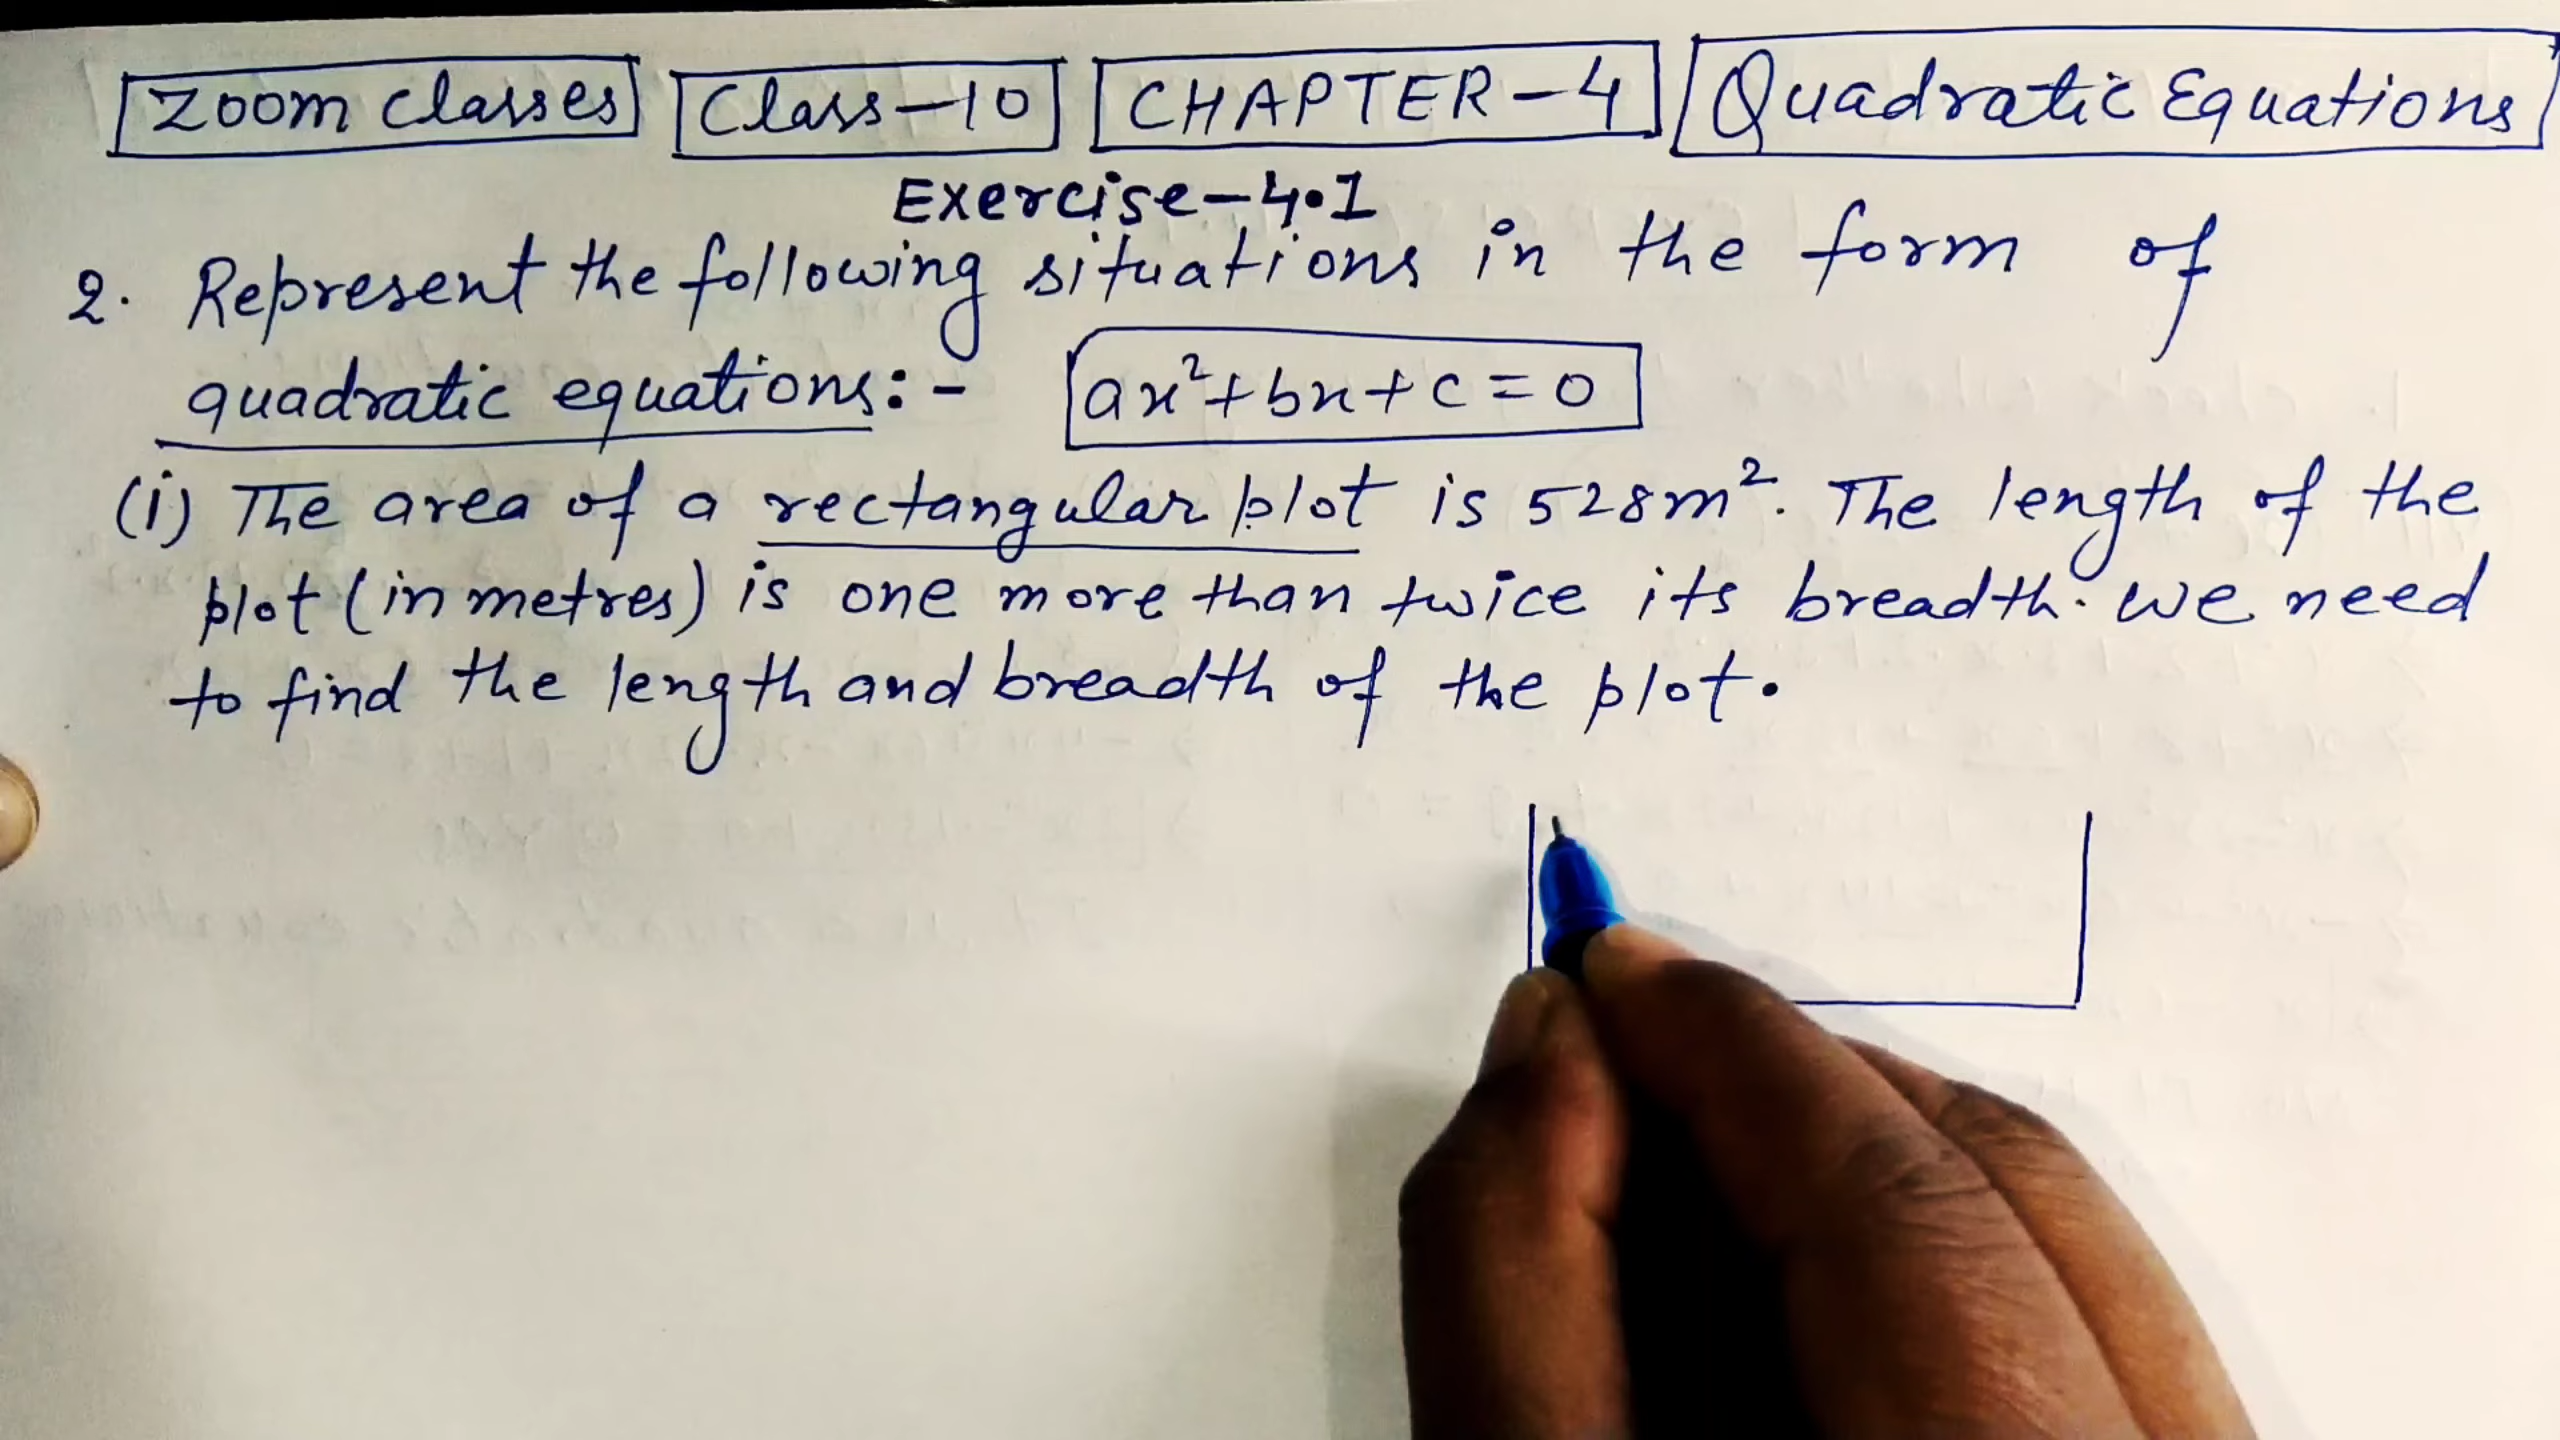 Zoom Classes Class-10 CHAPTER-4 Quadratic Equations
Exercise-4.1
2. Represent the following situations in the form of
quadratic equations:- ax²+bx+c=0
(i) The area of a rectangular plot is 528m². The length of the
plot (in metres) is one more than twice its breadth. We need
to find the length and breadth of the plot.